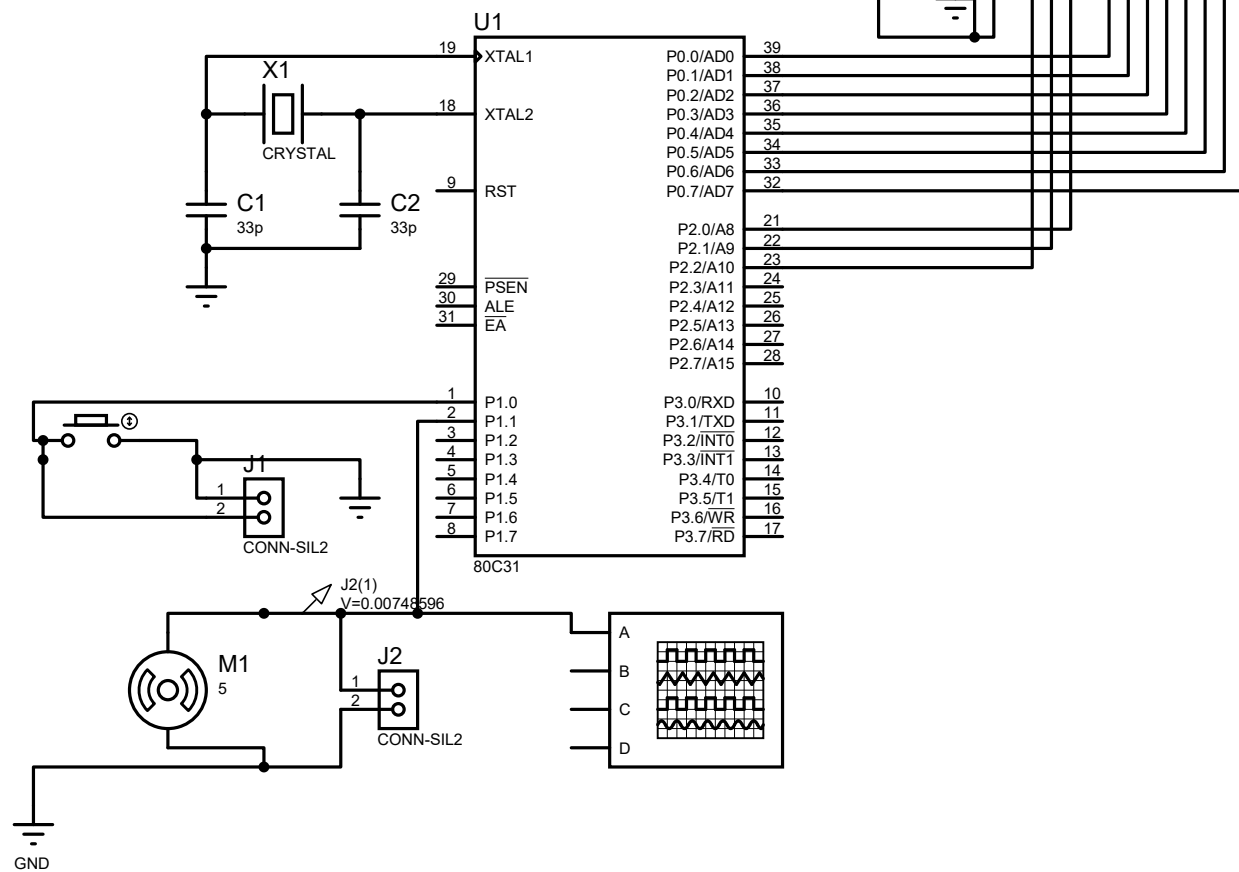 U1
19
XTAL1
P0.0/AD0
39
P0.1/AD1
38
X1
P0.2/AD2
37
18
XTAL2
P0.3/AD3
36
P0.4/AD4
35
CRYSTAL
P0.5/AD5
34
P0.6/AD6
33
9
RST
P0.7/AD7
32
C1
33p
C2
33p
P2.0/A8
21
P2.1/A9
22
P2.2/A10
23
29
PSEN
P2.3/A11
24
30
ALE
P2.4/A12
25
31
EA
P2.5/A13
26
P2.6/A14
27
P2.7/A15
28
1
P1.0
P3.0/RXD
10
2
P1.1
P3.1/TXD
11
3
P1.2
P3.2/INT0
12
4
P1.3
P3.3/INT1
13
5
P1.4
P3.4/T0
14
6
P1.5
P3.5/T1
15
7
P1.6
P3.6/WR
16
8
P1.7
P3.7/RD
17
80C31
J1
1
2
CONN-SIL2
J2(1)
V=0.00748596
M1
5
J2
1
2
CONN-SIL2
A
B
C
D
GND